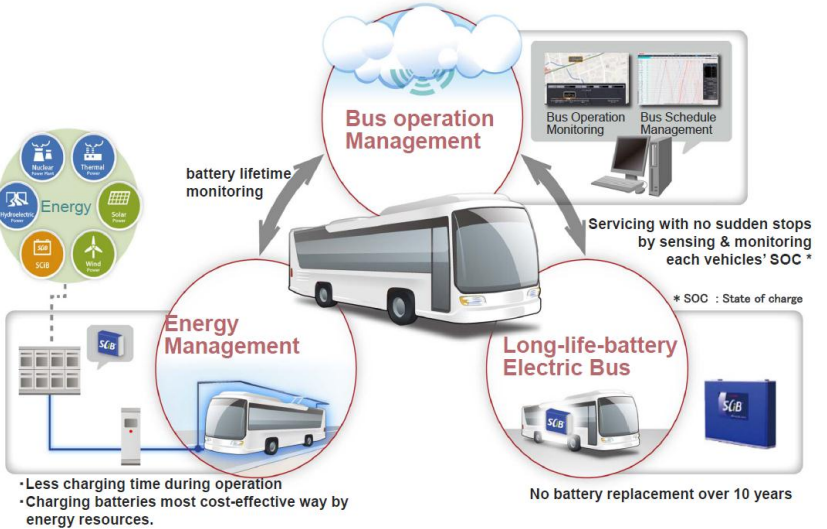 Bus operation
Management
Bus Operation
Monitoring
Bus Schedule
Management
battery lifetime
monitoring
Nuclear
Power Plant
Thermal
Power
Hydroelectric
Power
Energy
Solar
Power
SCiB
SCiB
Wind
Power
Servicing with no sudden stops
by sensing & monitoring
each vehicles' SOC *
* SOC : State of charge
Energy
Management
SCiB
Long-life-battery
Electric Bus
SCiB
SCiB
・Less charging time during operation
・Charging batteries most cost-effective way by
energy resources.
No battery replacement over 10 years